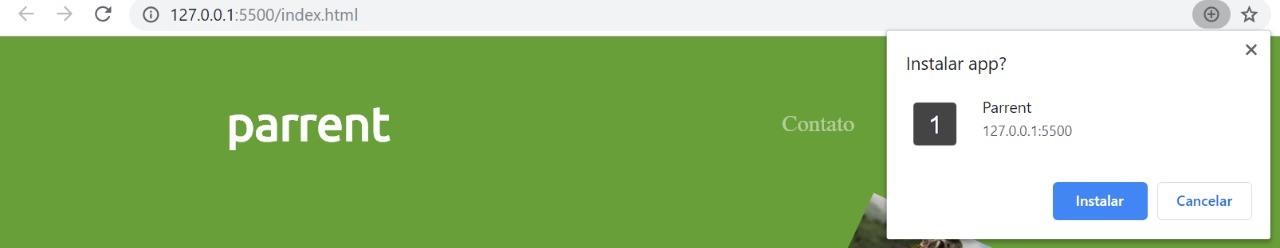 127.0.0.1:5500/index.html
parrent
Contato
Instalar app?
1
Parrent
127.0.0.1:5500
Instalar
Cancelar